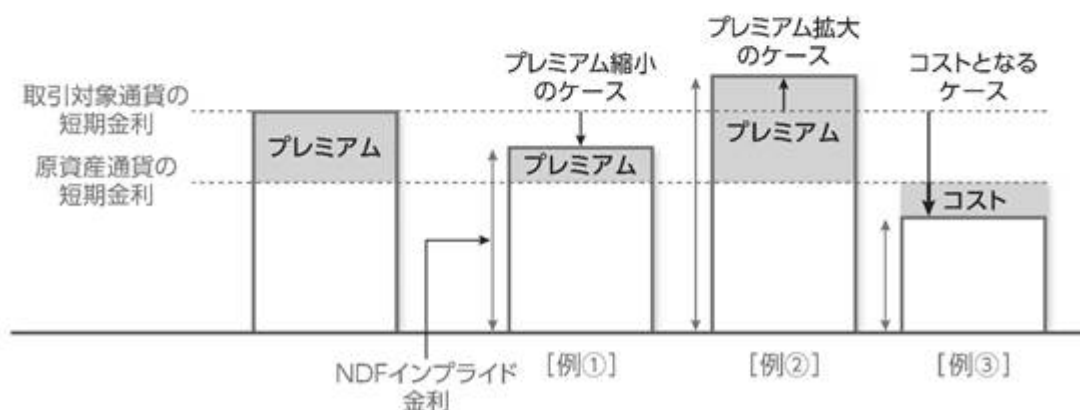 取引対象通貨の
短期金利
原資産通貨の
短期金利
プレミアム
プレミアム縮小
のケース
プレミアム
プレミアム拡大
のケース
プレミアム
コストとなる
ケース
コスト
NDFインプライド
金利
[例①]
[例②]
[例③]